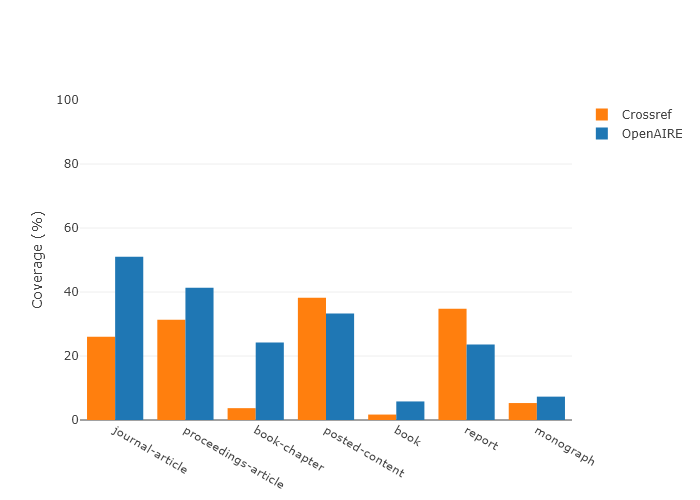 100
80
60
40
20
0
Coverage (%)
Crossref
OpenAIRE
journal-article
proceedings-article
book-chapter
posted-content
book
report
monograph